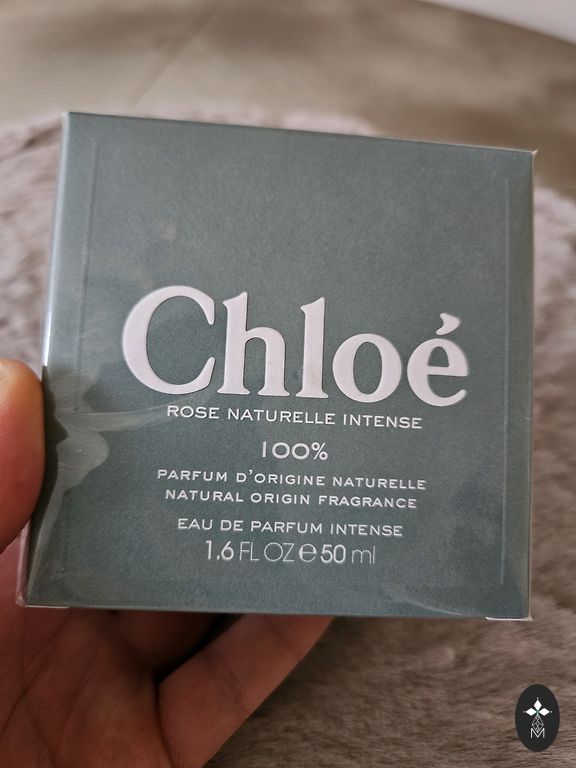 Chloé
ROSE NATURELLE INTENSE
100%
PARFUM D'ORIGINE NATURELLE
NATURAL ORIGIN FRAGRANCE
EAU DE PARFUM INTENSE
1.6 FL OZ ℮ 50 ml
M